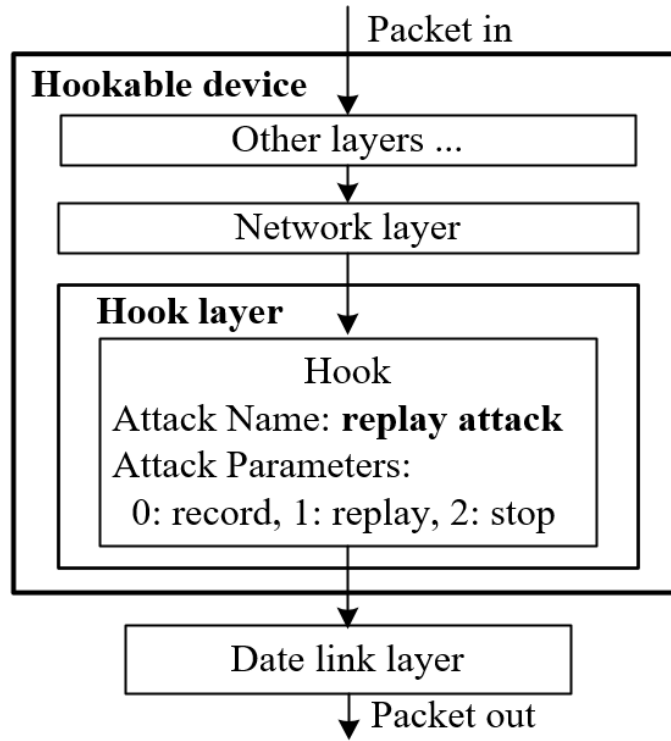 Packet in
Hookable device
Other layers ...
Network layer
Hook layer
Hook
Attack Name: replay attack
Attack Parameters:
0: record, 1: replay, 2: stop
Date link layer
Packet out